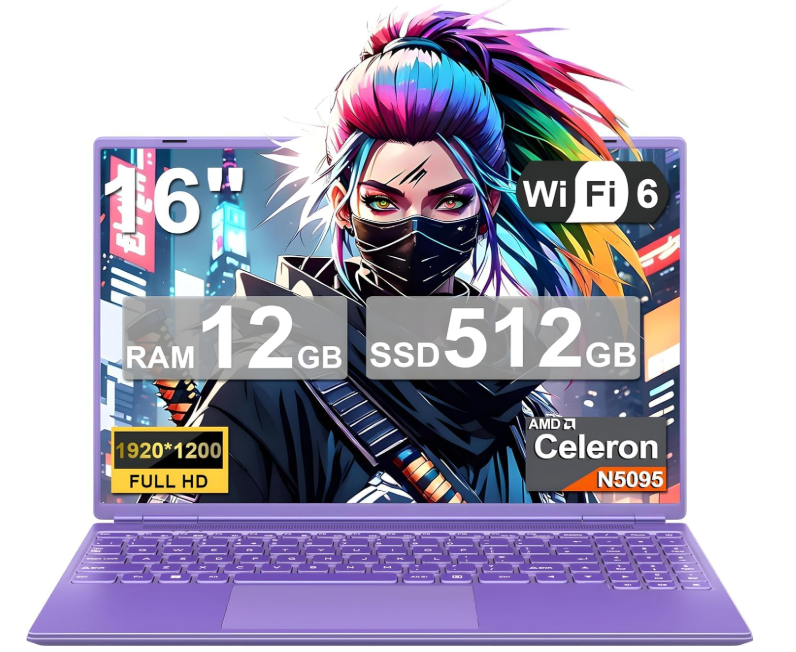 16"
Wi Fi 6
RAM 12GB
SSD 512GB
1920*1200
FULL HD
AMD
Celeron
N5095